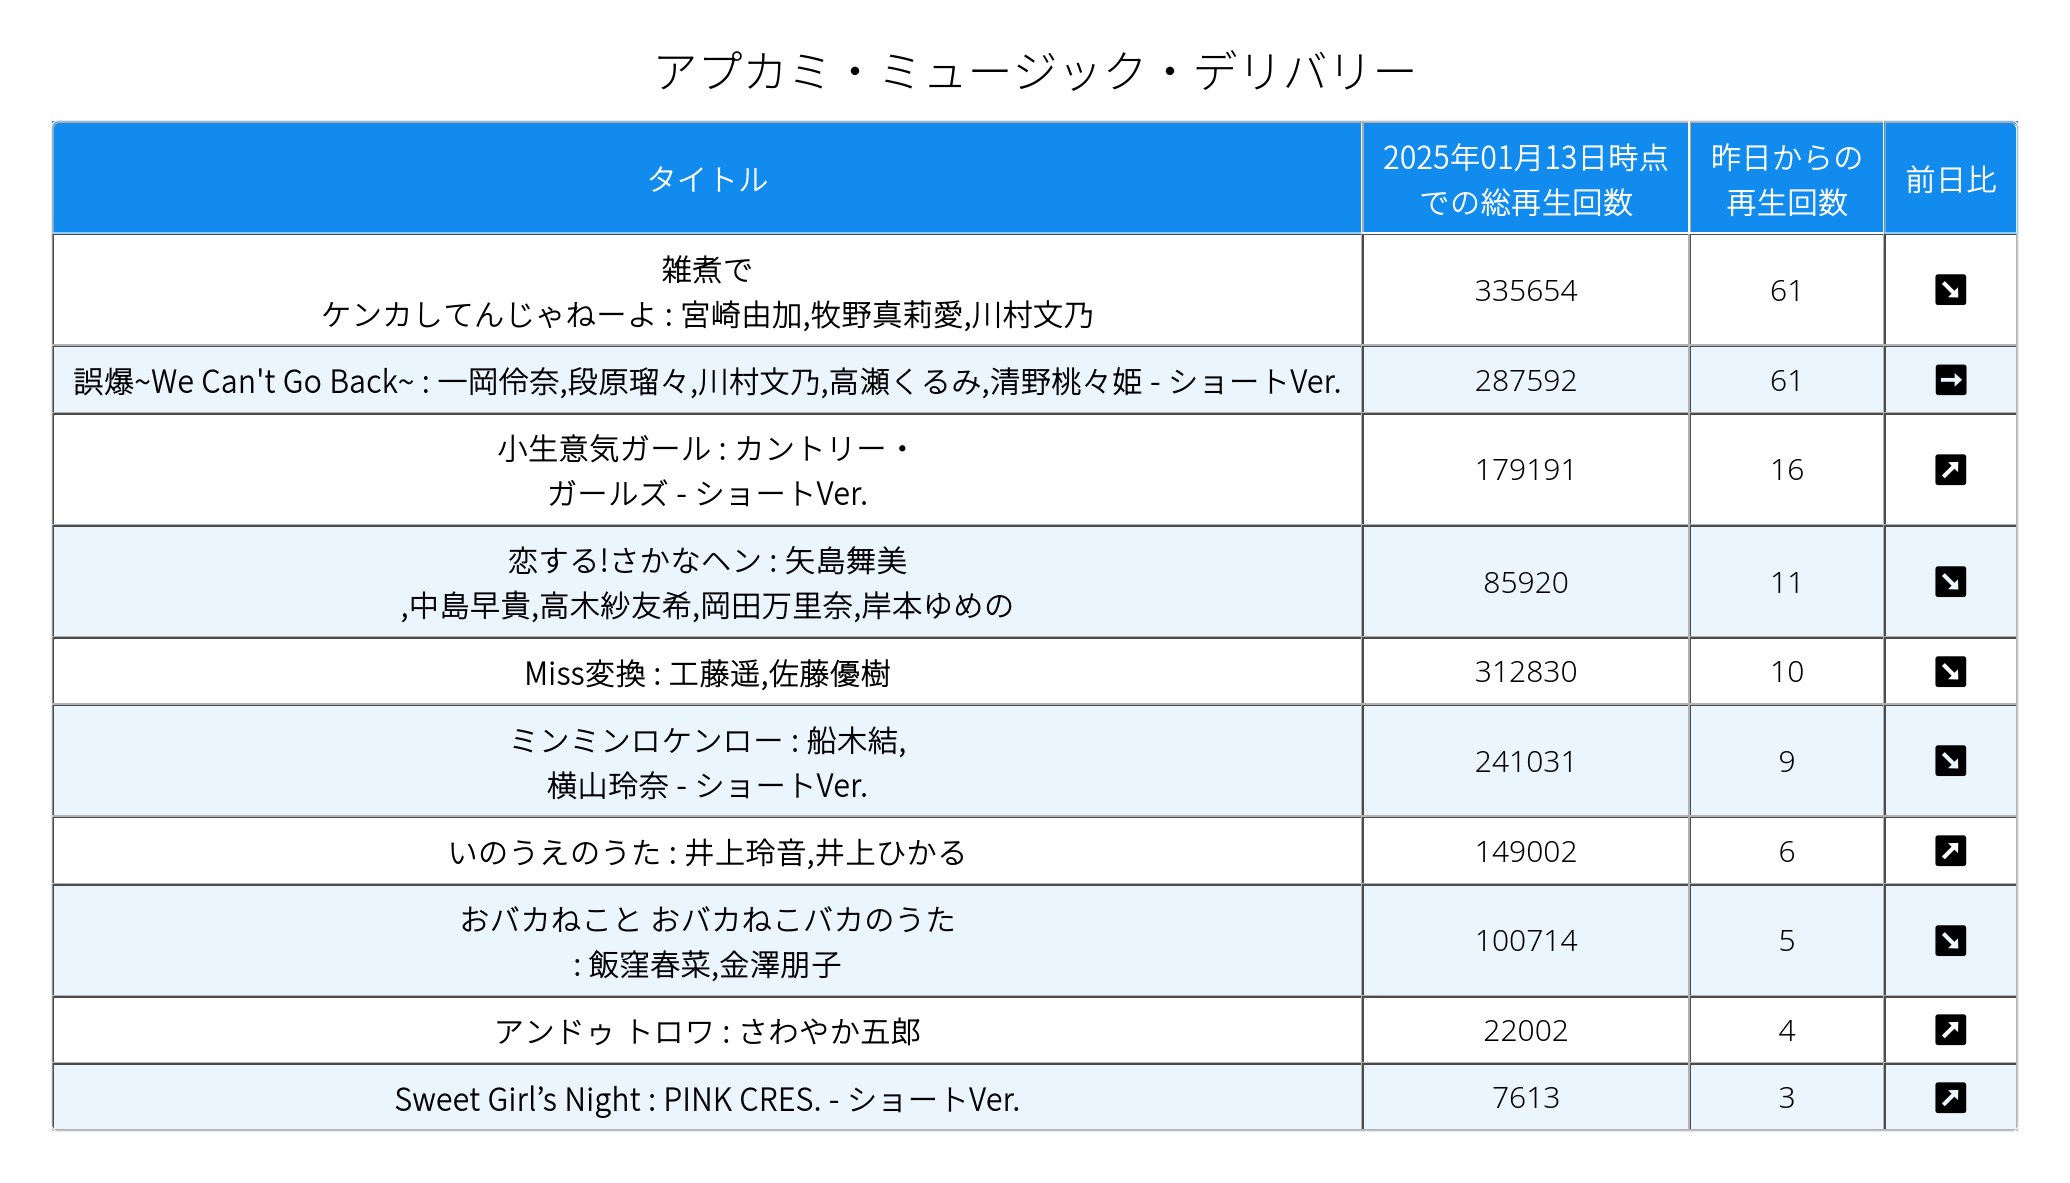 アプカミ・ミュージック・デリバリー
タイトル
2025年01月13日時点
での総再生回数
昨日からの
再生回数
前日比
雑煮で
ケンカしてんじゃねーよ : 宮崎由加,牧野真莉愛,川村文乃
335654
61
誤爆~We Can't Go Back~ : 一岡伶奈,段原瑠々,川村文乃,高瀬くるみ,清野桃々姫 - ショートVer.
287592
61
小生意気ガール : カントリー・
ガールズ - ショートVer.
179191
16
恋する!さかなヘン : 矢島舞美
,中島早貴,高木紗友希,岡田万里奈,岸本ゆめの
85920
11
Miss変換 : 工藤遥,佐藤優樹
312830
10
ミンミンロケンロー : 船木結,
横山玲奈 - ショートVer.
241031
9
いのうえのうた : 井上玲音,井上ひかる
149002
6
おバカねこと おバカねこバカのうた
: 飯窪春菜,金澤朋子
100714
5
アンドゥ トロワ : さわやか五郎
22002
4
Sweet Girl’s Night : PINK CRES. - ショートVer.
7613
3